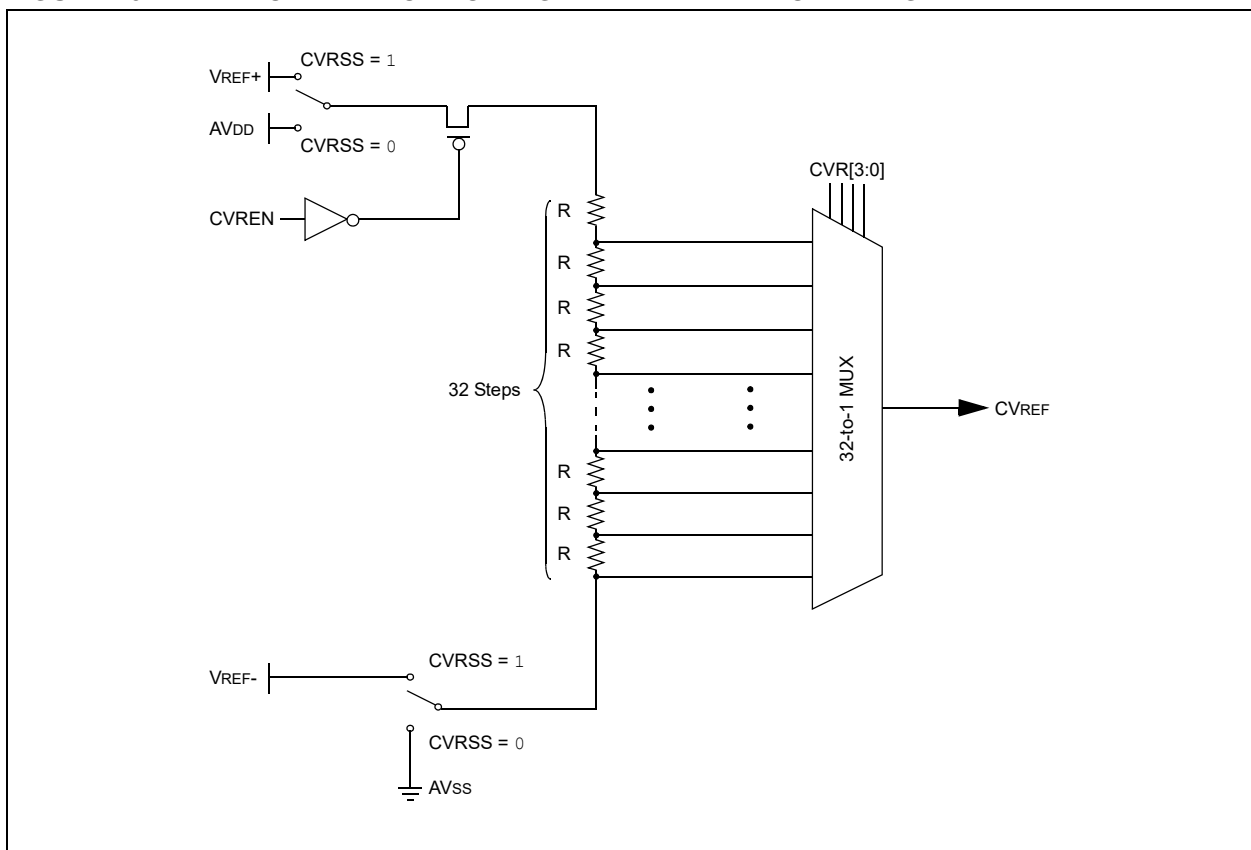 CVRSS = 1
VREF+
AVDD
CVRSS = 0
CVREN
CVR[3:0]
R
R
R
R
32 Steps
32-to-1 MUX
CVREF
R
R
R
CVRSS = 1
VREF-
CVRSS = 0
AVSS